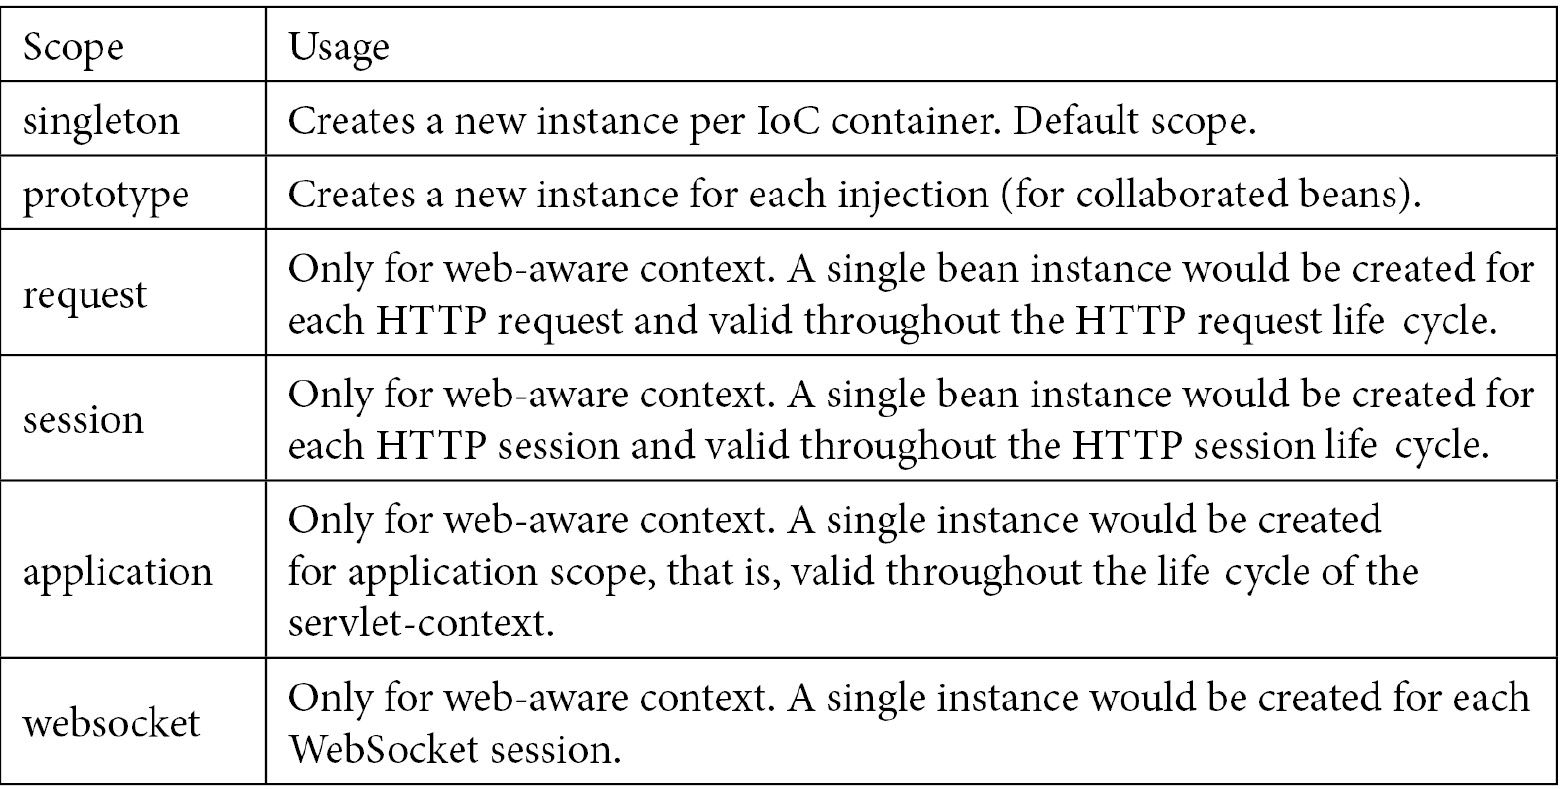 Scope
Usage
singleton
Creates a new instance per IoC container. Default scope.
prototype
Creates a new instance for each injection (for collaborated beans).
request
Only for web-aware context. A single bean instance would be created for
each HTTP request and valid throughout the HTTP request life cycle.
session
Only for web-aware context. A single bean instance would be created for
each HTTP session and valid throughout the HTTP session life cycle.
application
Only for web-aware context. A single instance would be created
for application scope, that is, valid throughout the life cycle of the
servlet-context.
websocket
Only for web-aware context. A single instance would be created for each
WebSocket session.